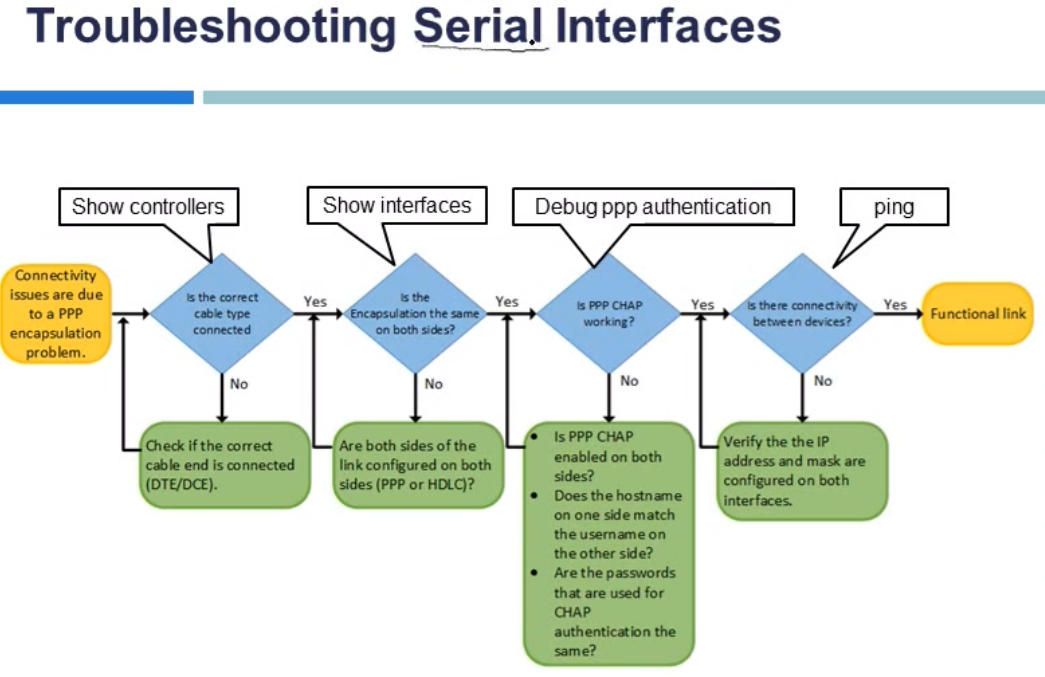 Troubleshooting Serial Interfaces
Show controllers
Show interfaces
Debug ppp authentication
ping
Connectivity
issues are due
to a PPP
encapsulation
problem.
Is the correct
cable type
connected
Yes
Is the
Encapsulation the same
on both sides?
Yes
Is PPP CHAP
working?
Yes
Is there connectivity
between devices?
Yes
Functional link
No
No
No
No
Check if the correct
cable end is connected
(DTE/DCE).
Are both sides of the
link configured on both
sides (PPP or HDLC)?
• Is PPP CHAP
enabled on both
sides?
• Does the hostname
on one side match
the username on
the other side?
• Are the passwords
that are used for
CHAP
authentication the
same?
Verify the the IP
address and mask are
configured on both
interfaces.